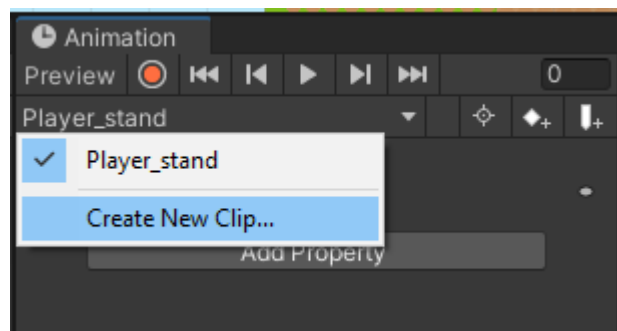 Animation
Preview 0
Player_stand
Player_stand
Create New Clip...
Add Property